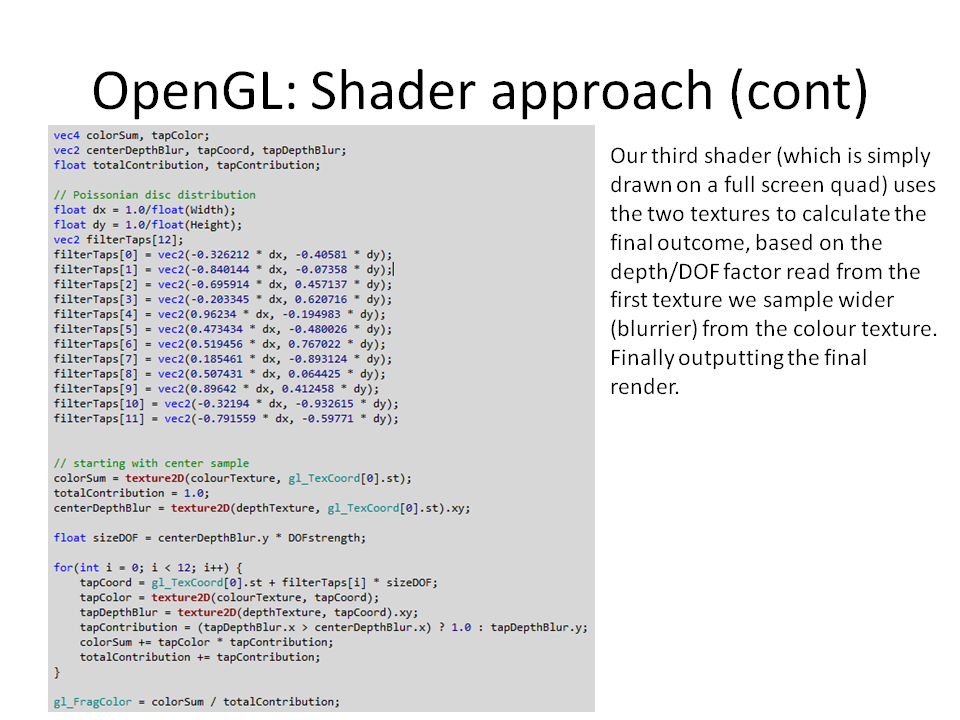 OpenGL: Shader approach (cont)
vec4 colorSum, tapColor;
vec2 centerDepthBlur, tapCoord, tapDepthBlur;
float totalContribution, tapContribution;
// Poissonian disc distribution
float dx = 1.0/float(Width);
float dy = 1.0/float(Height);
vec2 filterTaps[12];
filterTaps[0] = vec2(-0.326212 * dx, -0.40581 * dy);
filterTaps[1] = vec2(-0.840144 * dx, -0.07358 * dy);
filterTaps[2] = vec2(-0.695914 * dx, 0.457137 * dy);
filterTaps[3] = vec2(-0.203345 * dx, 0.620716 * dy);
filterTaps[4] = vec2(0.96234 * dx, -0.194983 * dy);
filterTaps[5] = vec2(0.473434 * dx, -0.480026 * dy);
filterTaps[6] = vec2(0.519456 * dx, 0.767022 * dy);
filterTaps[7] = vec2(0.185461 * dx, -0.893124 * dy);
filterTaps[8] = vec2(0.507431 * dx, 0.064425 * dy);
filterTaps[9] = vec2(0.89642 * dx, 0.412458 * dy);
filterTaps[10] = vec2(-0.32194 * dx, -0.932615 * dy);
filterTaps[11] = vec2(-0.791559 * dx, -0.59771 * dy);
// starting with center sample
colorSum = texture2D(colourTexture, gl_TexCoord[0].st);
totalContribution = 1.0;
centerDepthBlur = texture2D(depthTexture, gl_TexCoord[0].st).xy;
float sizeDOF = centerDepthBlur.y * DOFstrength;
for(int i = 0; i < 12; i++) {
tapCoord = gl_TexCoord[0].st + filterTaps[i] * sizeDOF;
tapColor = texture2D(colourTexture, tapCoord);
tapDepthBlur = texture2D(depthTexture, tapCoord).xy;
tapContribution = (tapDepthBlur.x > centerDepthBlur.x) ? 1.0 : tapDepthBlur.y;
colorSum += tapColor * tapContribution;
totalContribution += tapContribution;
}
gl_FragColor = colorSum / totalContribution;
Our third shader (which is simply
drawn on a full screen quad) uses
the two textures to calculate the
final outcome, based on the
depth/DOF factor read from the
first texture we sample wider
(blurrier) from the colour texture.
Finally outputting the final
render.